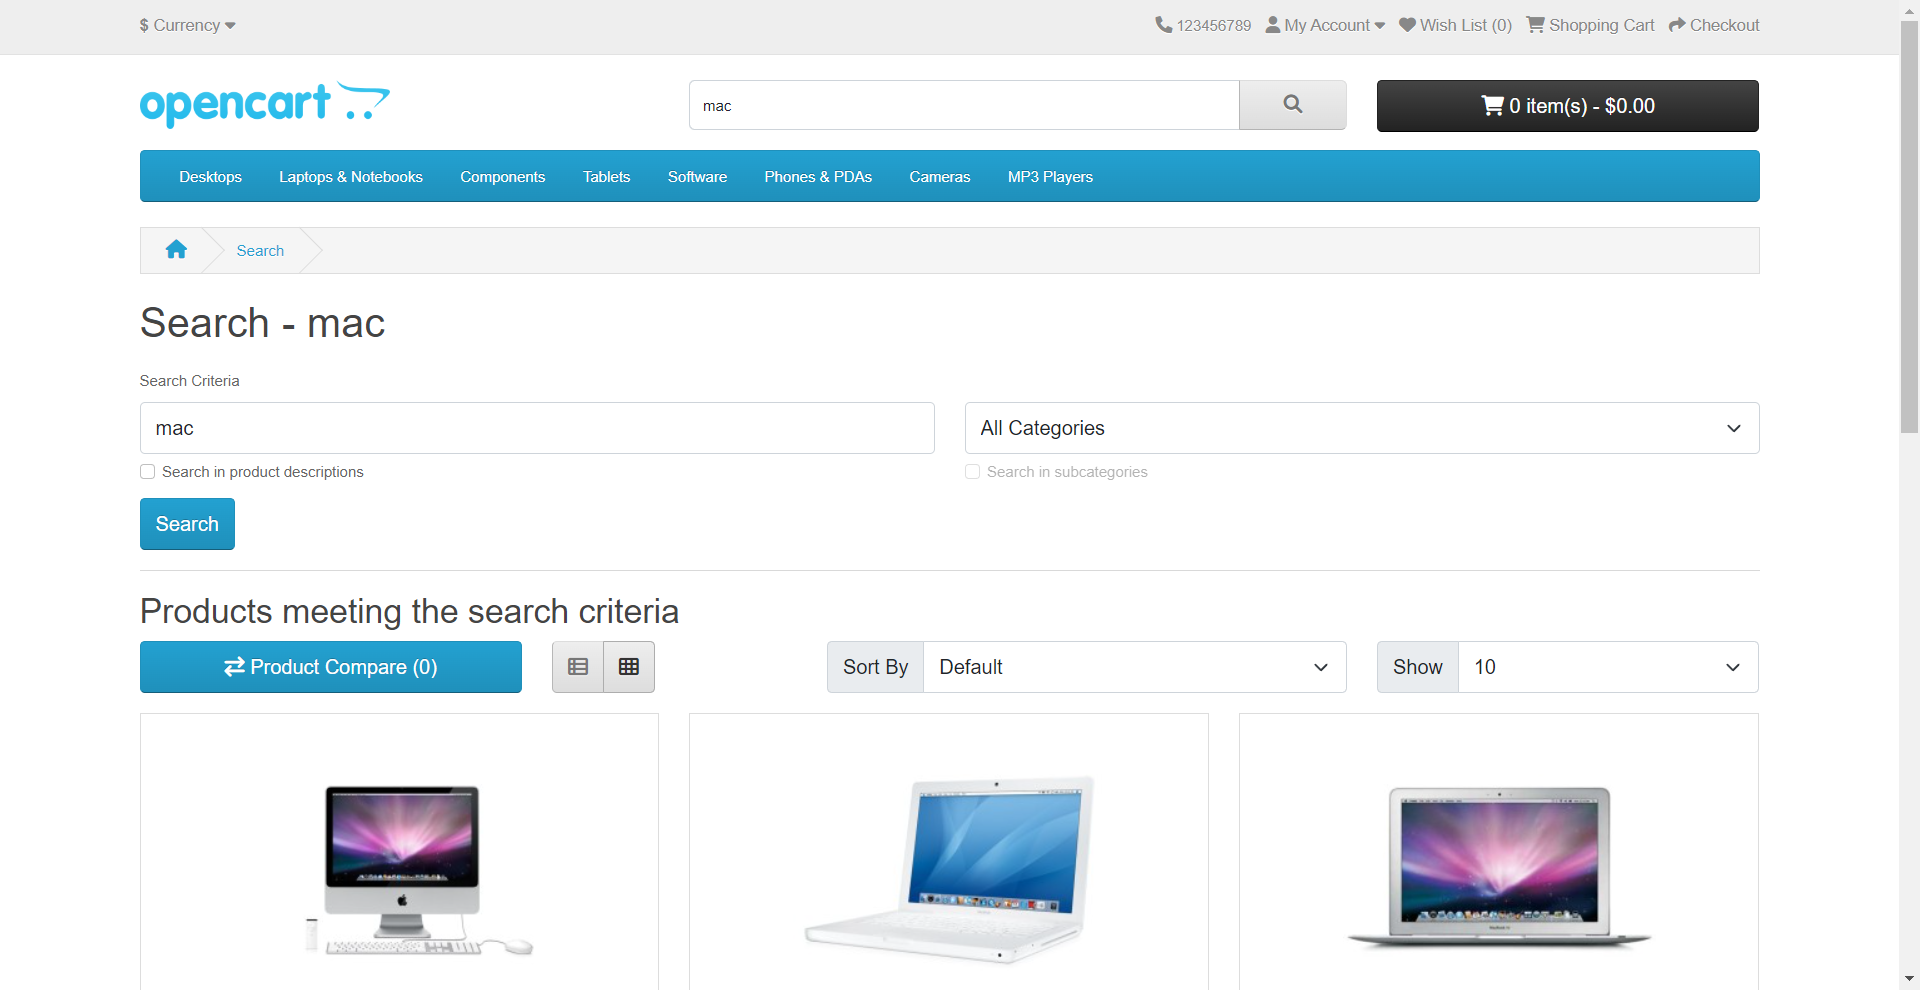 $ Currency
123456789 My Account Wish List (0) Shopping Cart Checkout
opencart
mac
0 item(s) - $0.00
Desktops Laptops & Notebooks Components Tablets Software Phones & PDAs Cameras MP3 Players
Search
Search - mac
Search Criteria
mac
All Categories
Search in product descriptions
Search in subcategories
Search
Products meeting the search criteria
Product Compare (0)
Sort By Default
Show 10